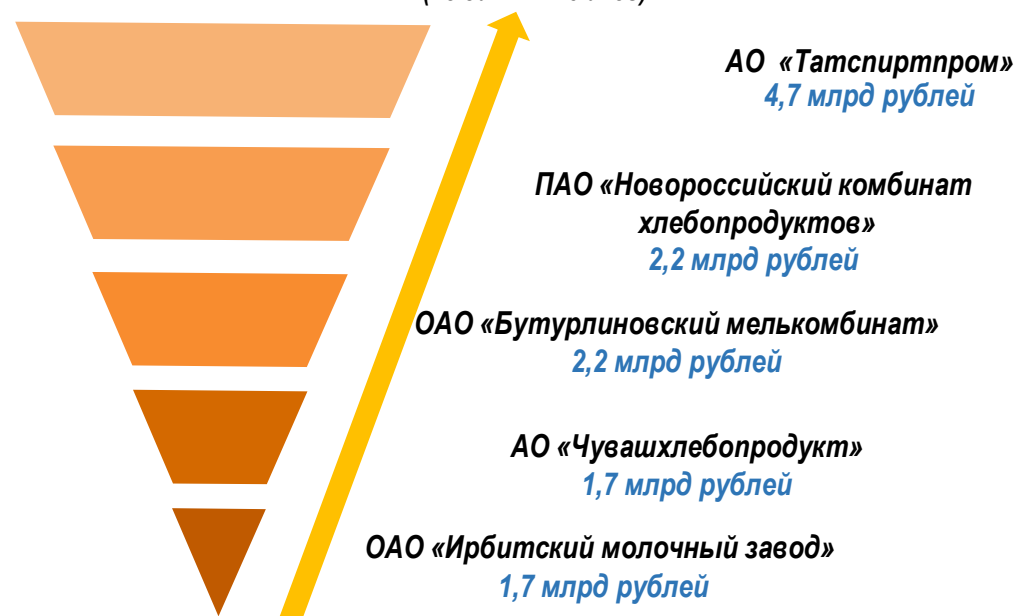 АО «Татспиртпром»
4,7 млрд рублей
ПАО «Новороссийский комбинат
хлебопродуктов»
2,2 млрд рублей
ОАО «Бутурлиновский мелькомбинат»
2,2 млрд рублей
АО «Чувашхлебопродукт»
1,7 млрд рублей
ОАО «Ирбитский молочный завод»
1,7 млрд рублей